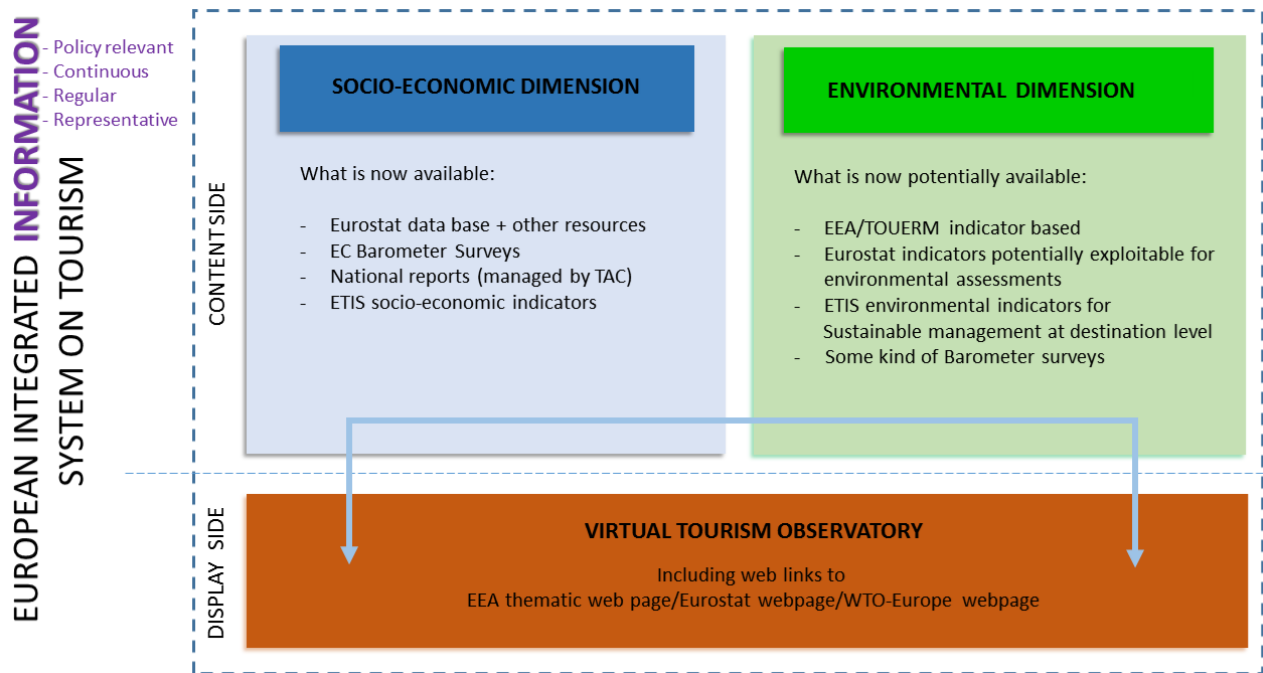 EUROPEAN INTEGRATED INFORMATION
SYSTEM ON TOURISM
- Policy relevant
- Continuous
- Regular
- Representative
CONTENT SIDE
SOCIO-ECONOMIC DIMENSION
What is now available:
- Eurostat data base + other resources
- EC Barometer Surveys
- National reports (managed by TAC)
- ETIS socio-economic indicators
ENVIRONMENTAL DIMENSION
What is now potentially available:
- EEA/TOUERM indicator based
- Eurostat indicators potentially exploitable for
environmental assessments
- ETIS environmental indicators for
Sustainable management at destination level
- Some kind of Barometer surveys
DISPLAY SIDE
VIRTUAL TOURISM OBSERVATORY
Including web links to
EEA thematic web page/Eurostat webpage/WTO-Europe webpage